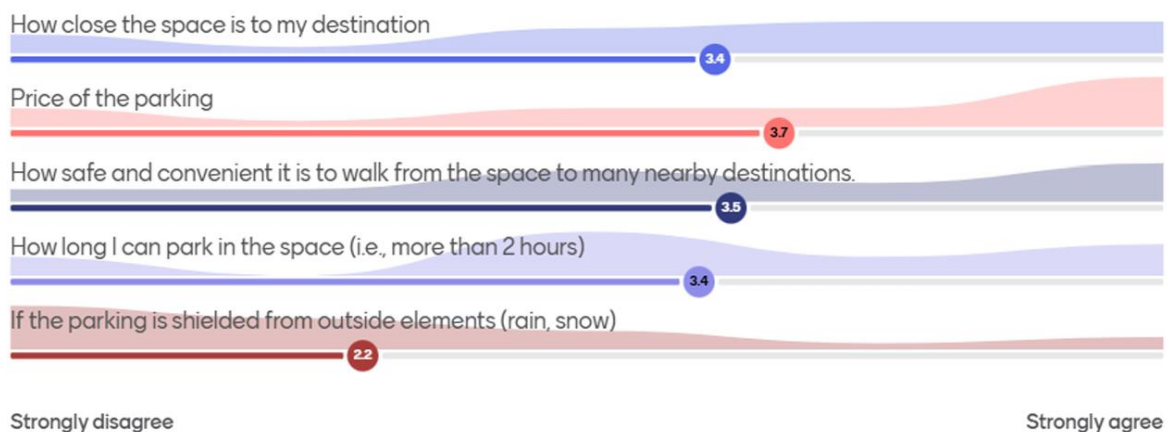 How close the space is to my destination
3.4
Price of the parking
3.7
How safe and convenient it is to walk from the space to many nearby destinations.
3.5
How long I can park in the space (i.e., more than 2 hours)
3.4
If the parking is shielded from outside elements (rain, snow)
2.2
Strongly disagree
Strongly agree